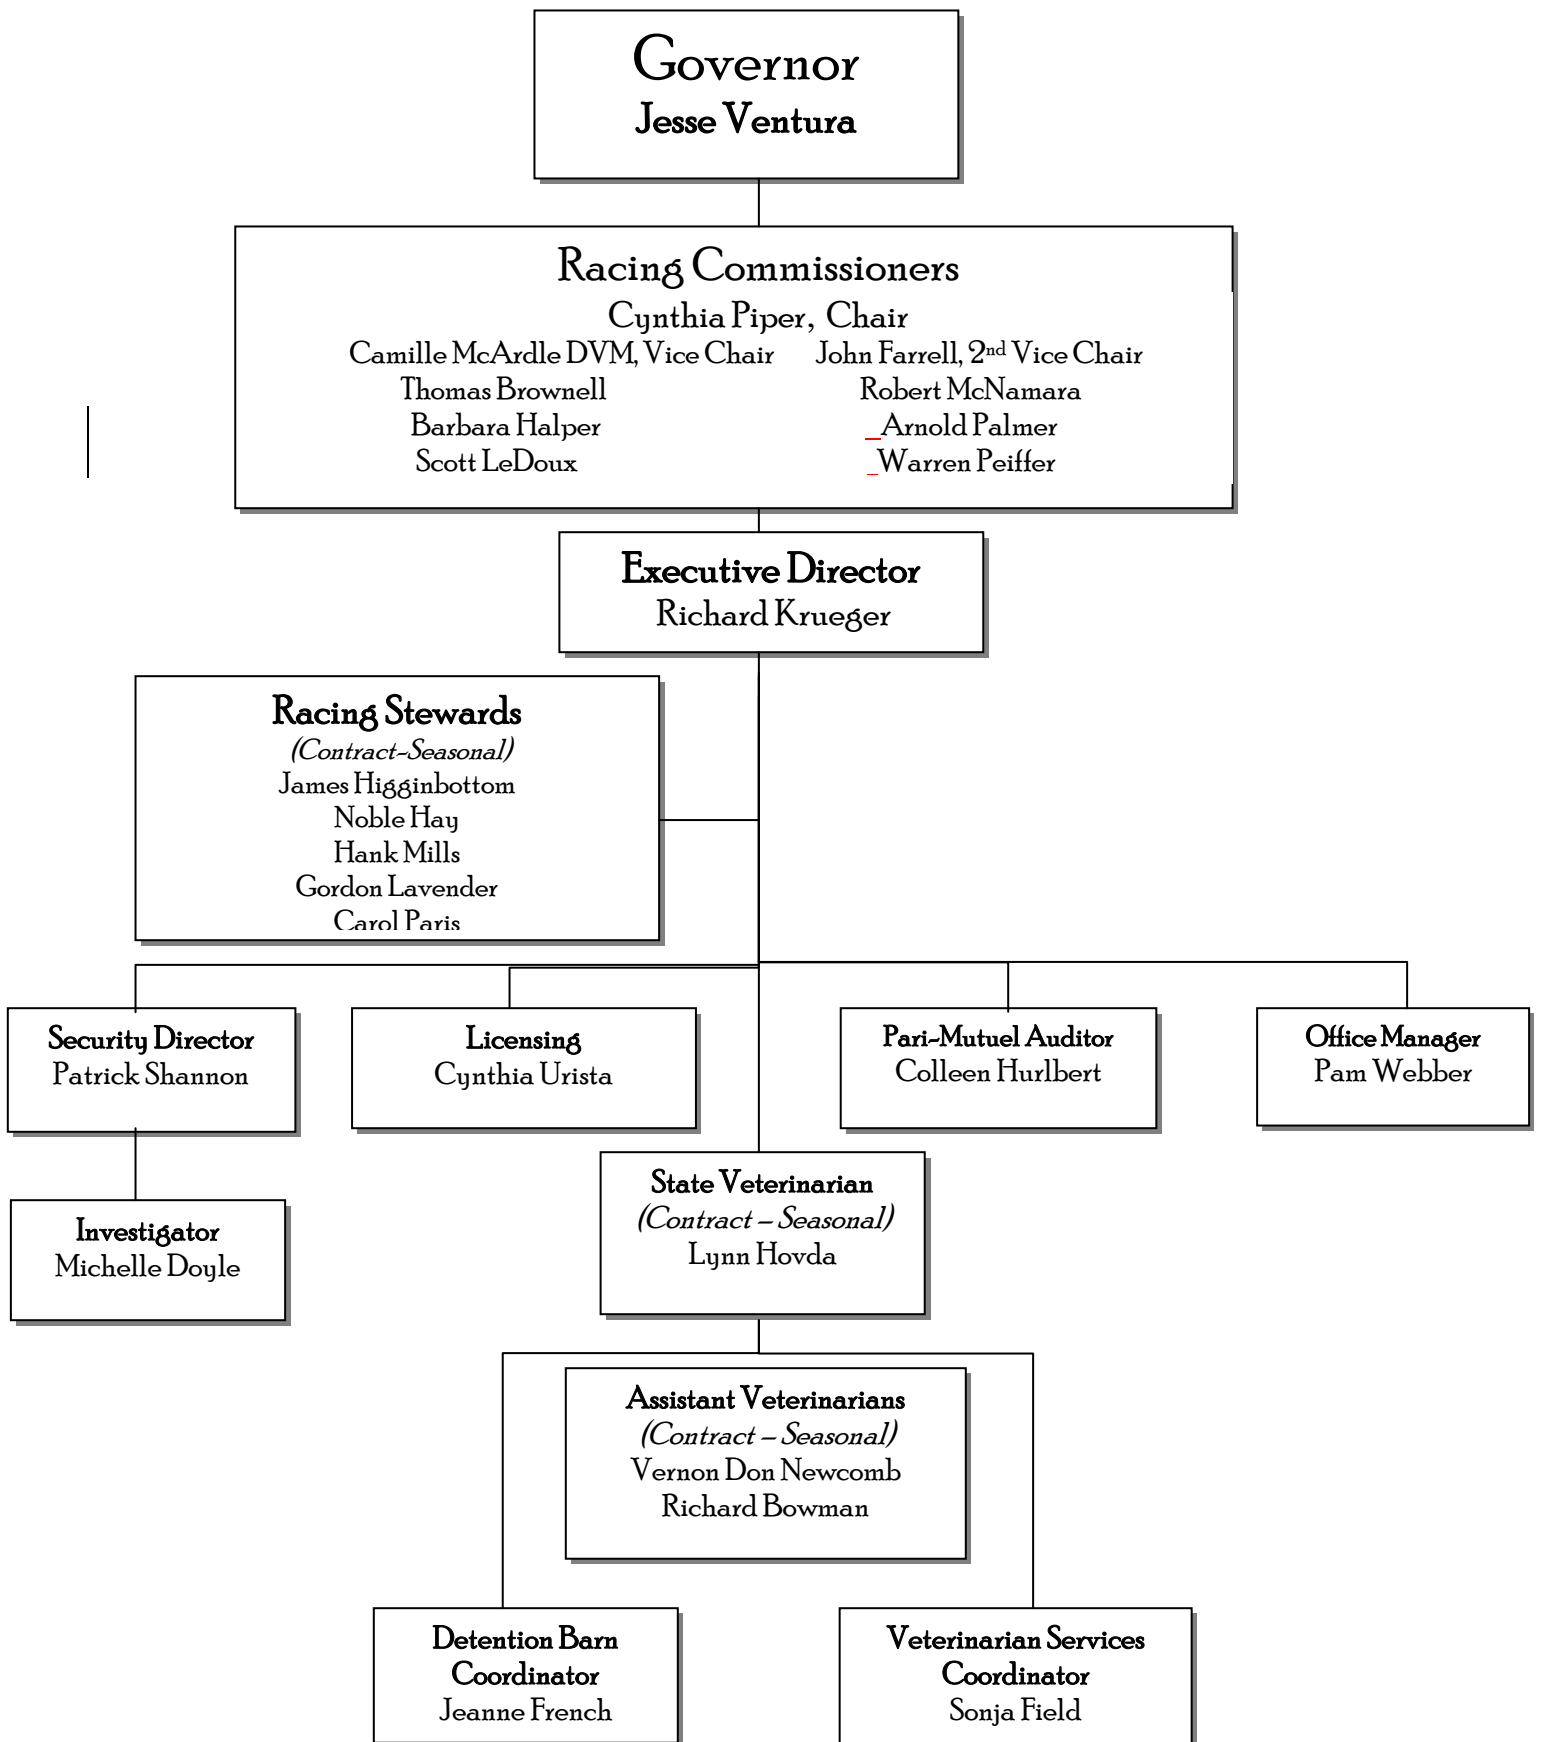 Governor
Jesse Ventura
Racing Commissioners
Cynthia Piper, Chair
Camille McArdle DVM, Vice Chair John Farrell, 2nd Vice Chair
Thomas Brownell Robert McNamara
Barbara Halper Arnold Palmer
Scott LeDoux Warren Peiffer
Executive Director
Richard Krueger
Racing Stewards
(Contract-Seasonal)
James Higginbottom
Noble Hay
Hank Mills
Gordon Lavender
Carol Paris
Security Director
Patrick Shannon
Licensing
Cynthia Urista
Pari-Mutuel Auditor
Colleen Hurlbert
Office Manager
Pam Webber
Investigator
Michelle Doyle
State Veterinarian
(Contract – Seasonal)
Lynn Hovda
Assistant Veterinarians
(Contract – Seasonal)
Vernon Don Newcomb
Richard Bowman
Detention Barn
Coordinator
Jeanne French
Veterinarian Services
Coordinator
Sonja Field